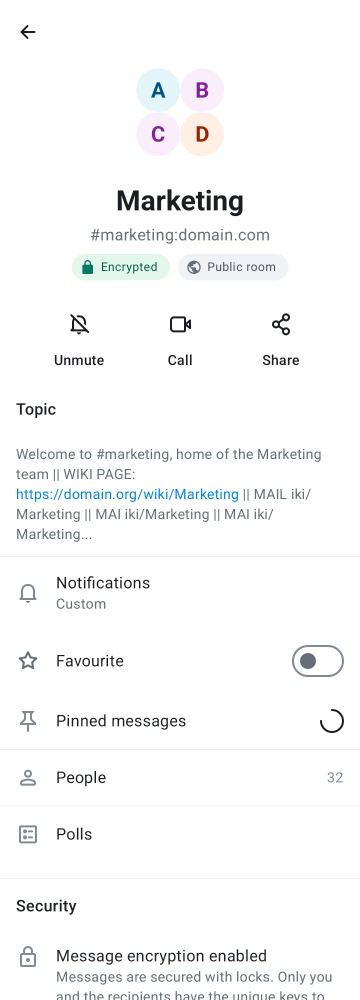 A B
C D
Marketing
#marketing:domain.com
Encrypted Public room
Unmute Call Share
Topic
Welcome to #marketing, home of the Marketing
team || WIKI PAGE:
https://domain.org/wiki/Marketing || MAIL iki/
Marketing || MAI iki/Marketing || MAI iki/
Marketing...
Notifications
Custom
Favourite
Pinned messages
People 32
Polls
Security
Message encryption enabled
Messages are secured with locks. Only you
and the recipients have the unique keys to